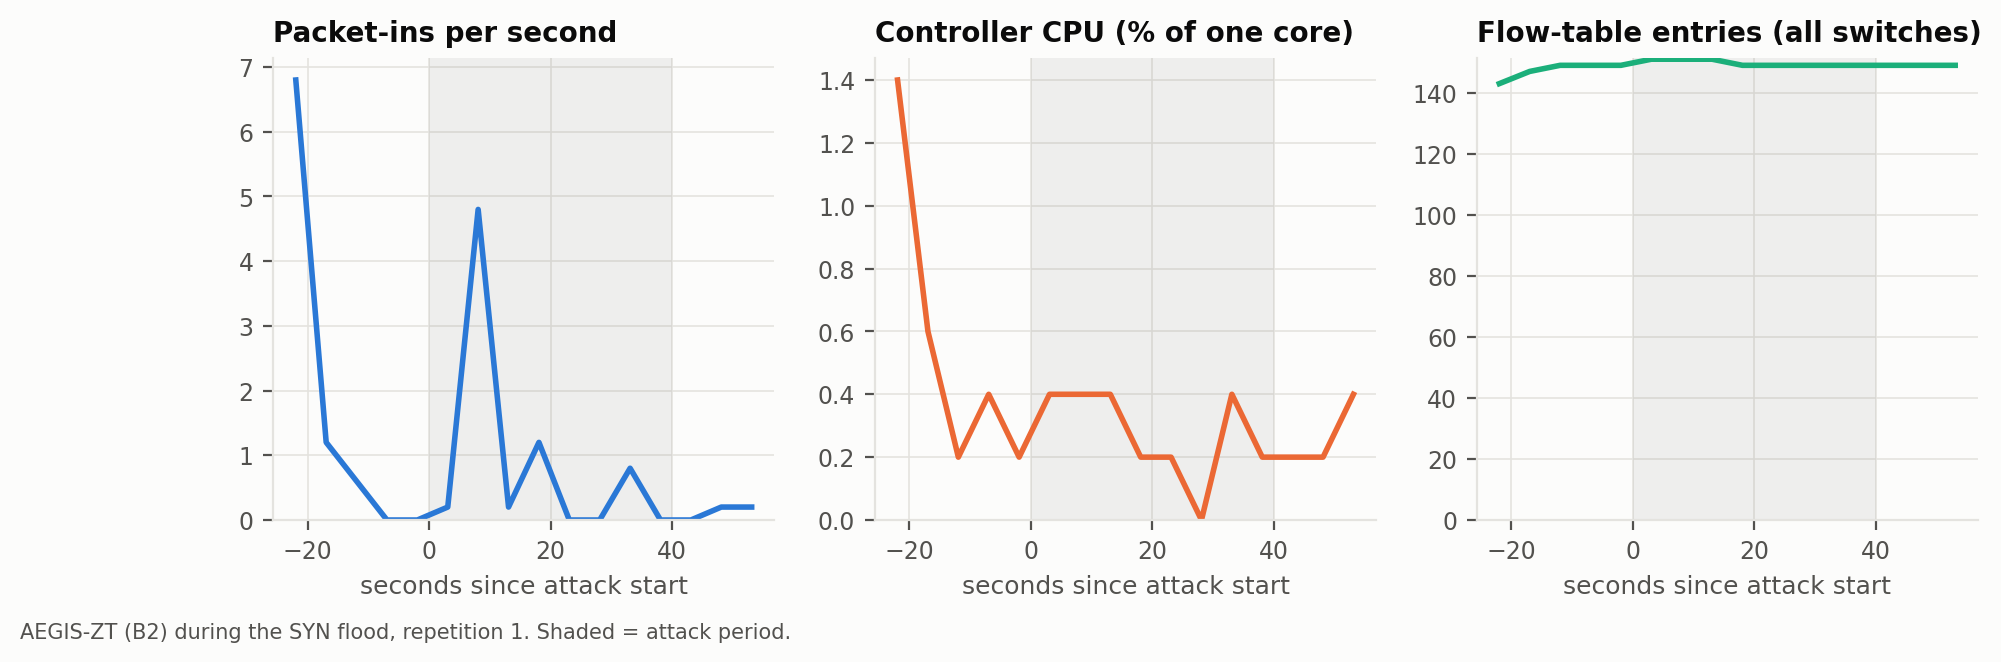 Packet-ins per second
7
6
5
4
3
2
1
0
−20 0 20 40
seconds since attack start
Controller CPU (% of one core)
1.4
1.2
1.0
0.8
0.6
0.4
0.2
0.0
−20 0 20 40
seconds since attack start
Flow-table entries (all switches)
140
120
100
80
60
40
20
0
−20 0 20 40
seconds since attack start
AEGIS-ZT (B2) during the SYN flood, repetition 1. Shaded = attack period.